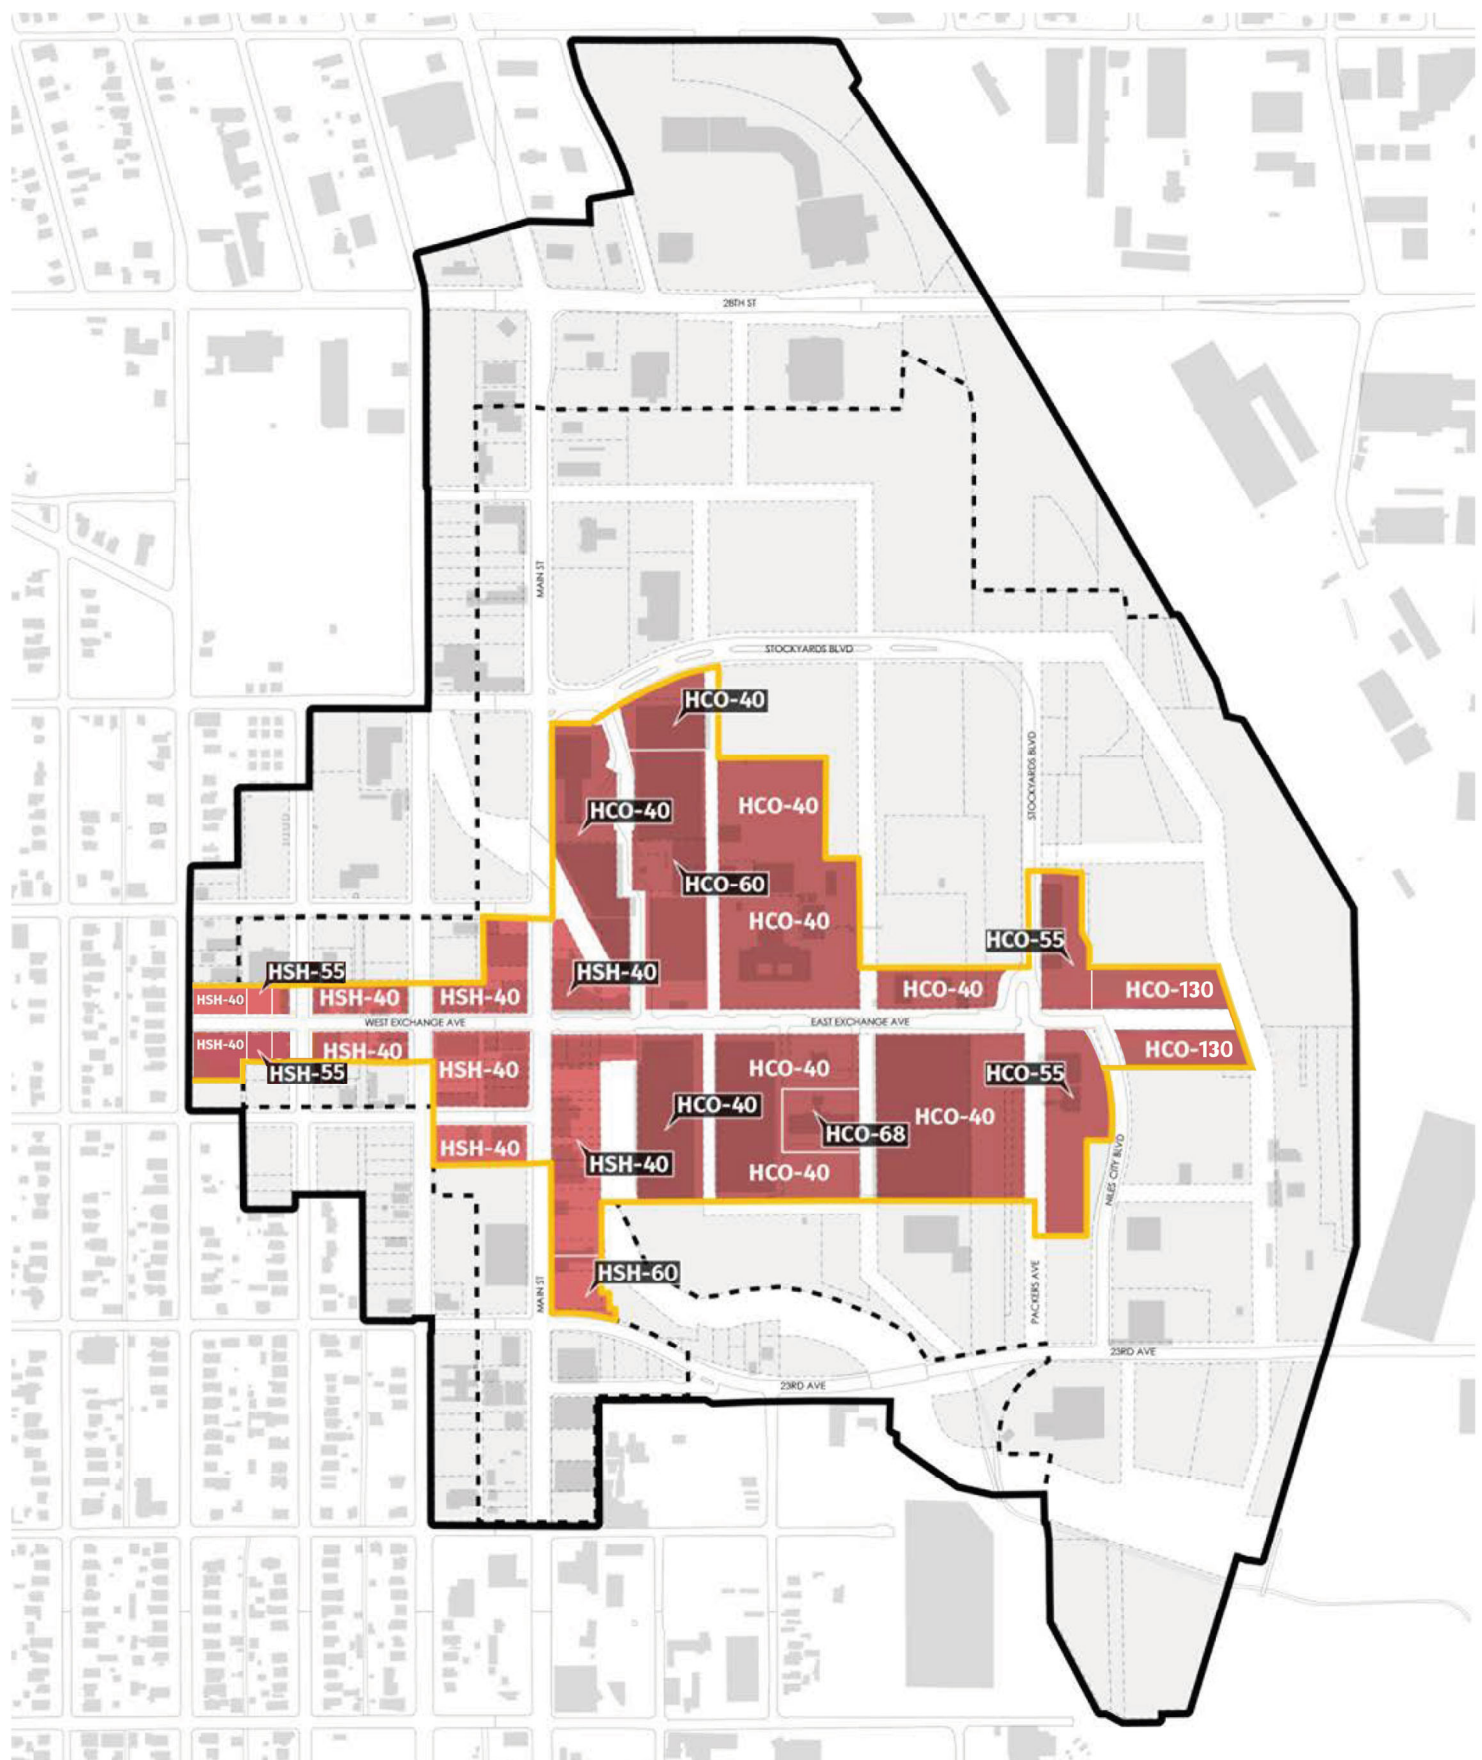 28TH ST
MAIN ST
STOCKYARDS BLVD
HCO-40
STOCKYARDS BLVD
HCO-40
HCO-40
HCO-60
HCO-40
HCO-55
HSH-55
HSH-40
HSH-40
HSH-40
HSH-40
HCO-40
HCO-130
WEST EXCHANGE AVE
EAST EXCHANGE AVE
HSH-40
HSH-40
HCO-130
HSH-55
HSH-40
HCO-40
HCO-55
HCO-40
HCO-40
HCO-68
HSH-40
HSH-40
HCO-40
NILES CITY BLVD
HSH-60
MAIN ST
PACKERS AVE
23RD AVE
23RD AVE